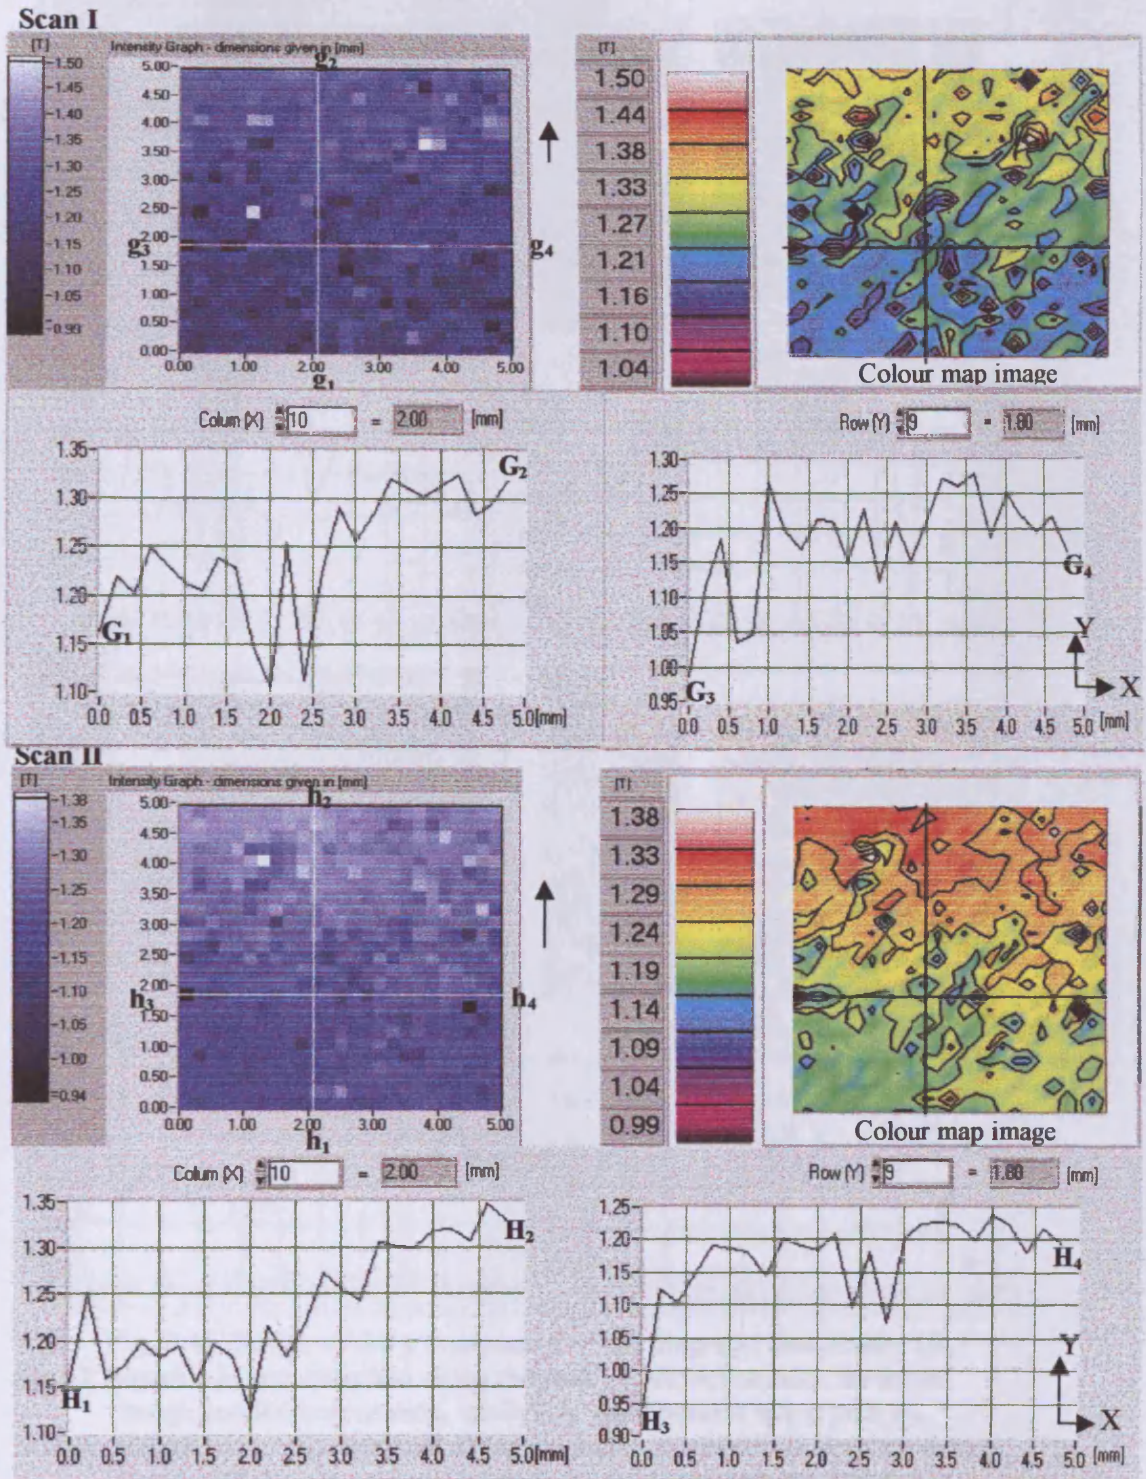 Scan I
[T]
Intensity Graph - dimensions given in [mm]
g₂
1.50
1.45
1.40
1.35
1.30
1.25
1.20
1.15
1.10
1.05
0.93
5.00
4.50
4.00
3.50
3.00
2.50
2.00
1.50
1.00
0.50
0.00
g₃
g₄
0.00 1.00 2.00 3.00 4.00 5.00
g₁
[T]
1.50
1.44
1.38
1.33
1.27
1.21
1.16
1.10
1.04
Colour map image
Colum (X) 10 = 2.00 [mm]
1.35
1.30
1.25
1.20
1.15
1.10
G₁
G₂
0.0 0.5 1.0 1.5 2.0 2.5 3.0 3.5 4.0 4.5 5.0[mm]
Row (Y) 9 = 1.80 [mm]
1.30
1.25
1.20
1.15
1.10
1.05
1.00
0.95
G₃
G₄
Y
X
0.0 0.5 1.0 1.5 2.0 2.5 3.0 3.5 4.0 4.5 5.0 [mm]
Scan II
[T]
Intensity Graph - dimensions given in [mm]
h₂
1.38
1.35
1.30
1.25
1.20
1.15
1.10
1.05
1.00
0.94
5.00
4.50
4.00
3.50
3.00
2.50
2.00
1.50
1.00
0.50
0.00
h₃
h₄
0.00 1.00 2.00 3.00 4.00 5.00
h₁
[T]
1.38
1.33
1.29
1.24
1.19
1.14
1.09
1.04
0.99
Colour map image
Colum (X) 10 = 2.00 [mm]
1.35
1.30
1.25
1.20
1.15
1.10
H₁
H₂
0.0 0.5 1.0 1.5 2.0 2.5 3.0 3.5 4.0 4.5 5.0[mm]
Row (Y) 9 = 1.80 [mm]
1.25
1.20
1.15
1.10
1.05
1.00
0.95
0.90
H₃
H₄
Y
X
0.0 0.5 1.0 1.5 2.0 2.5 3.0 3.5 4.0 4.5 5.0 [mm]